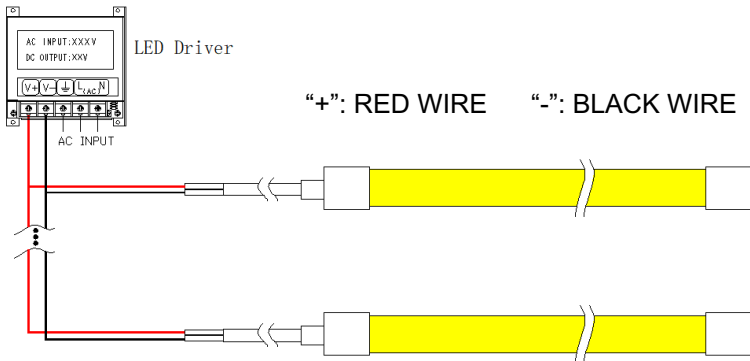 AC INPUT:XXXV
DC OUTPUT:XXV
LED Driver
V+ V- L (AC) N
AC INPUT
“+”: RED WIRE “-”: BLACK WIRE